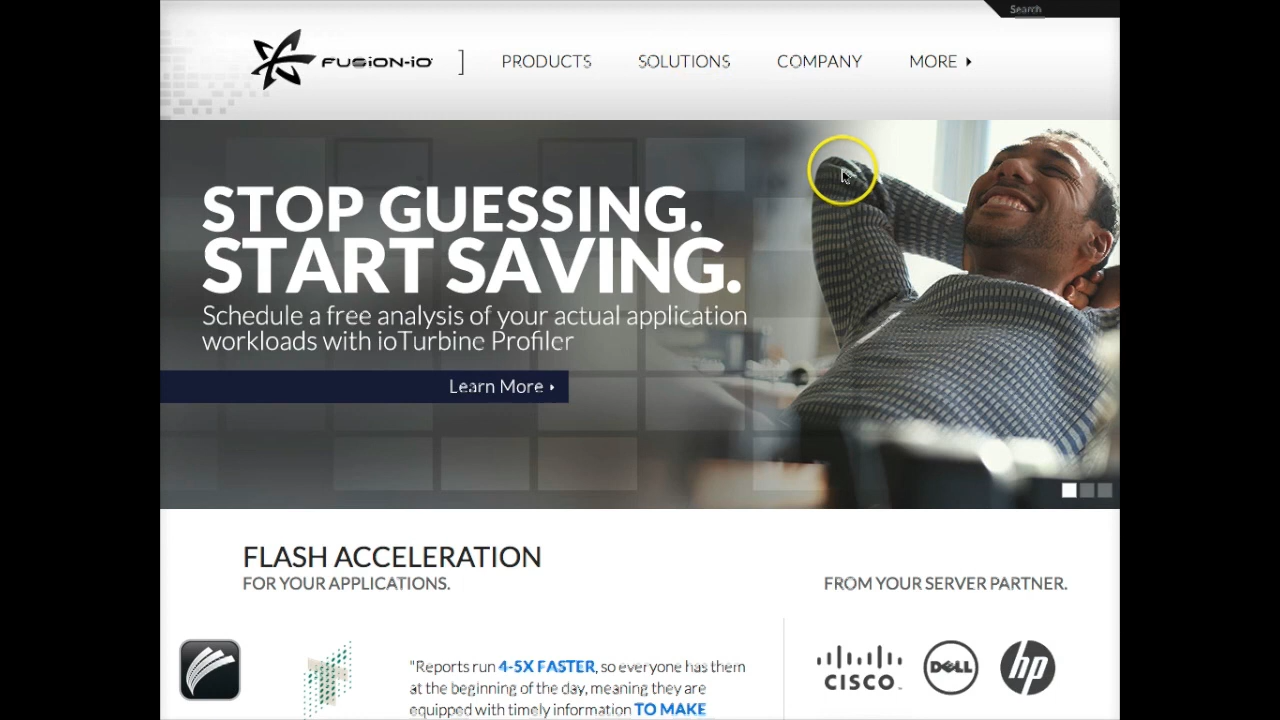 Search
FUSION-iO
PRODUCTS
SOLUTIONS
COMPANY
MORE
STOP GUESSING.
START SAVING.
Schedule a free analysis of your actual application
workloads with ioTurbine Profiler
Learn More
FLASH ACCELERATION
FOR YOUR APPLICATIONS.
FROM YOUR SERVER PARTNER.
"Reports run 4-5X FASTER, so everyone has them
at the beginning of the day, meaning they are
equipped with timely information TO MAKE
CISCO
DELL
hp